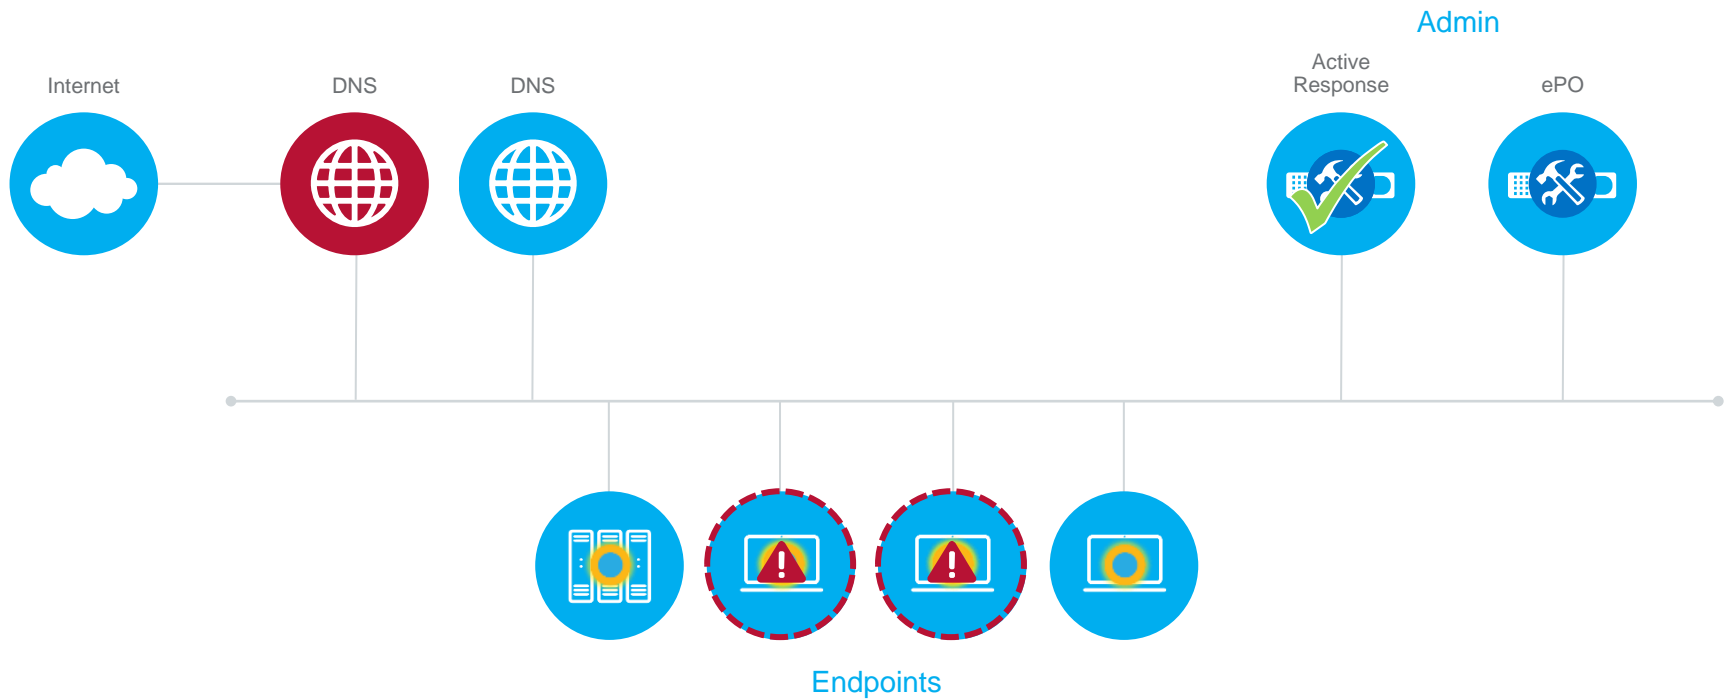 Admin
Internet
DNS
DNS
Active
Response
ePO
Endpoints